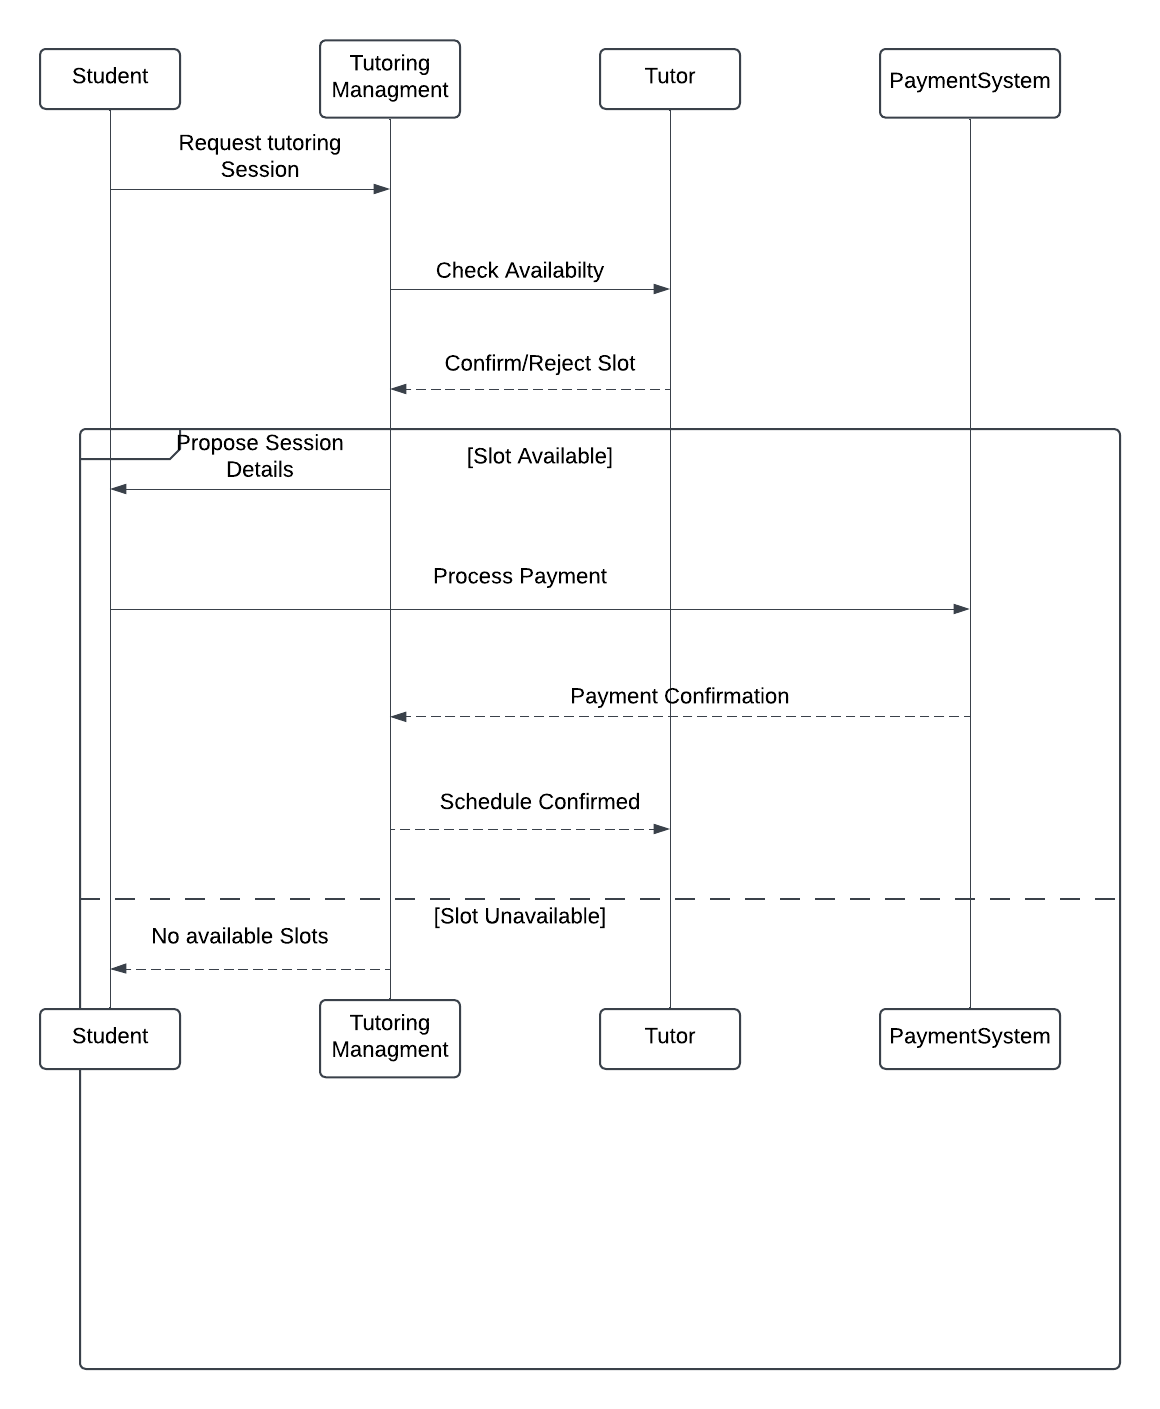 Student
Tutoring
Managment
Tutor
PaymentSystem
Request tutoring
Session
Check Availabilty
Confirm/Reject Slot
Propose Session
Details
[Slot Available]
Process Payment
Payment Confirmation
Schedule Confirmed
[Slot Unavailable]
No available Slots
Student
Tutoring
Managment
Tutor
PaymentSystem